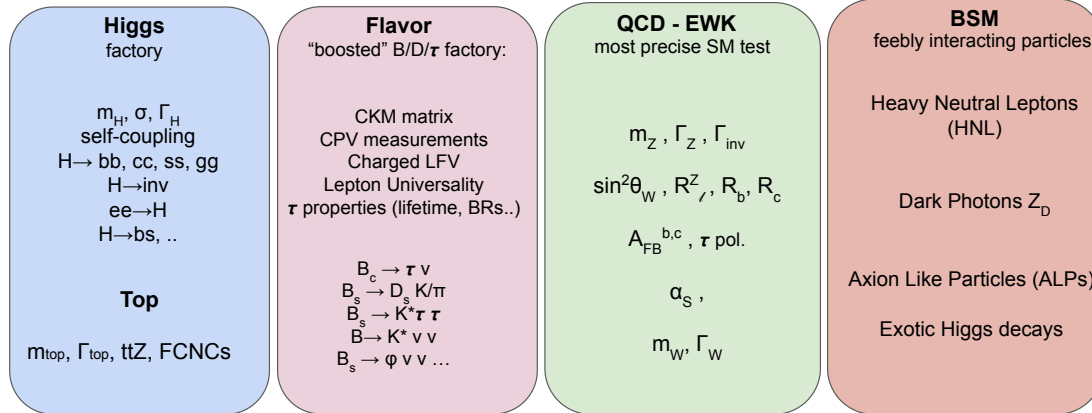 Higgs
factory
m_H, σ, Γ_H
self-coupling
H→ bb, cc, ss, gg
H→inv
ee→H
H→bs, ..
Top
mtop, Γtop, ttZ, FCNCs
Flavor
“boosted” B/D/τ factory:
CKM matrix
CPV measurements
Charged LFV
Lepton Universality
τ properties (lifetime, BRs..)
B_c → τ ν
B_s → D_s K/π
B_s → K*τ τ
B→ K* ν ν
B_s → φ ν ν …
QCD - EWK
most precise SM test
m_Z , Γ_Z , Γ_inv
sin²θ_W , R^Z_ℓ, R_b, R_c
A_FB^b,c , τ pol.
α_S ,
m_W, Γ_W
BSM
feebly interacting particles
Heavy Neutral Leptons
(HNL)
Dark Photons Z_D
Axion Like Particles (ALPs)
Exotic Higgs decays